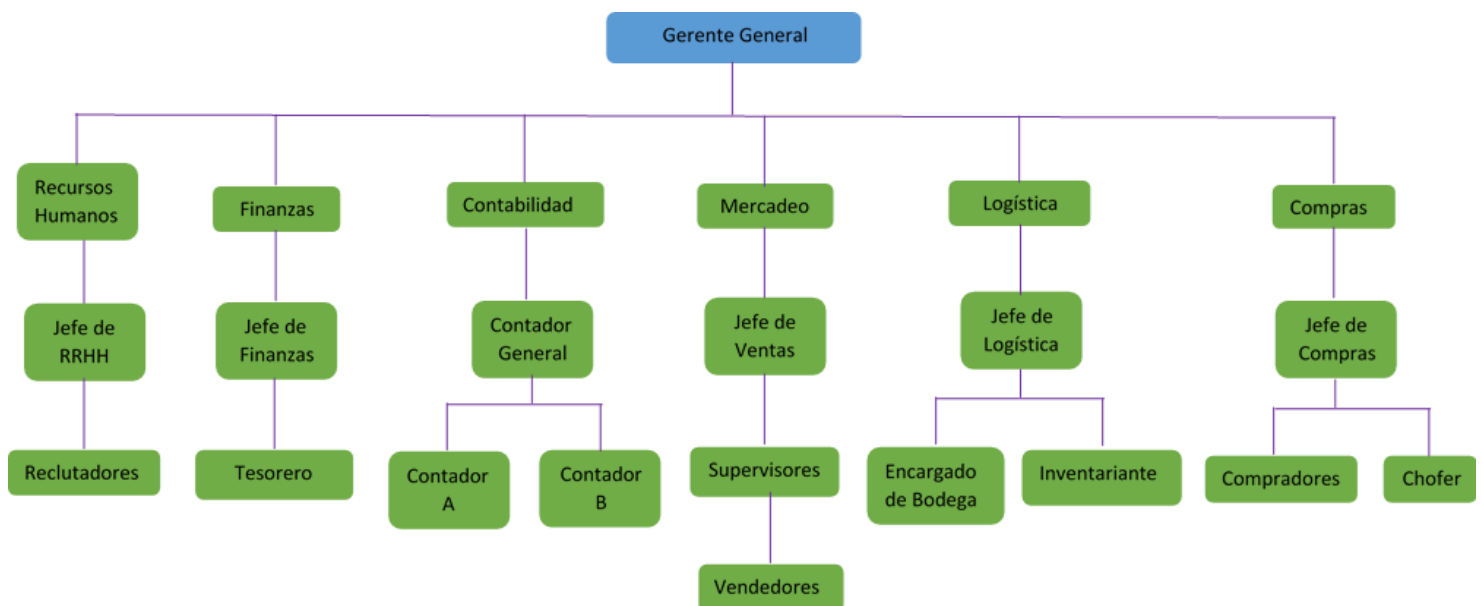 Gerente General
Recursos
Humanos
Finanzas
Contabilidad
Mercadeo
Logística
Compras
Jefe de
RRHH
Jefe de
Finanzas
Contador
General
Jefe de
Ventas
Jefe de
Logística
Jefe de
Compras
Reclutadores
Tesorero
Contador
A
Contador
B
Supervisores
Encargado
de Bodega
Inventariante
Compradores
Chofer
Vendedores